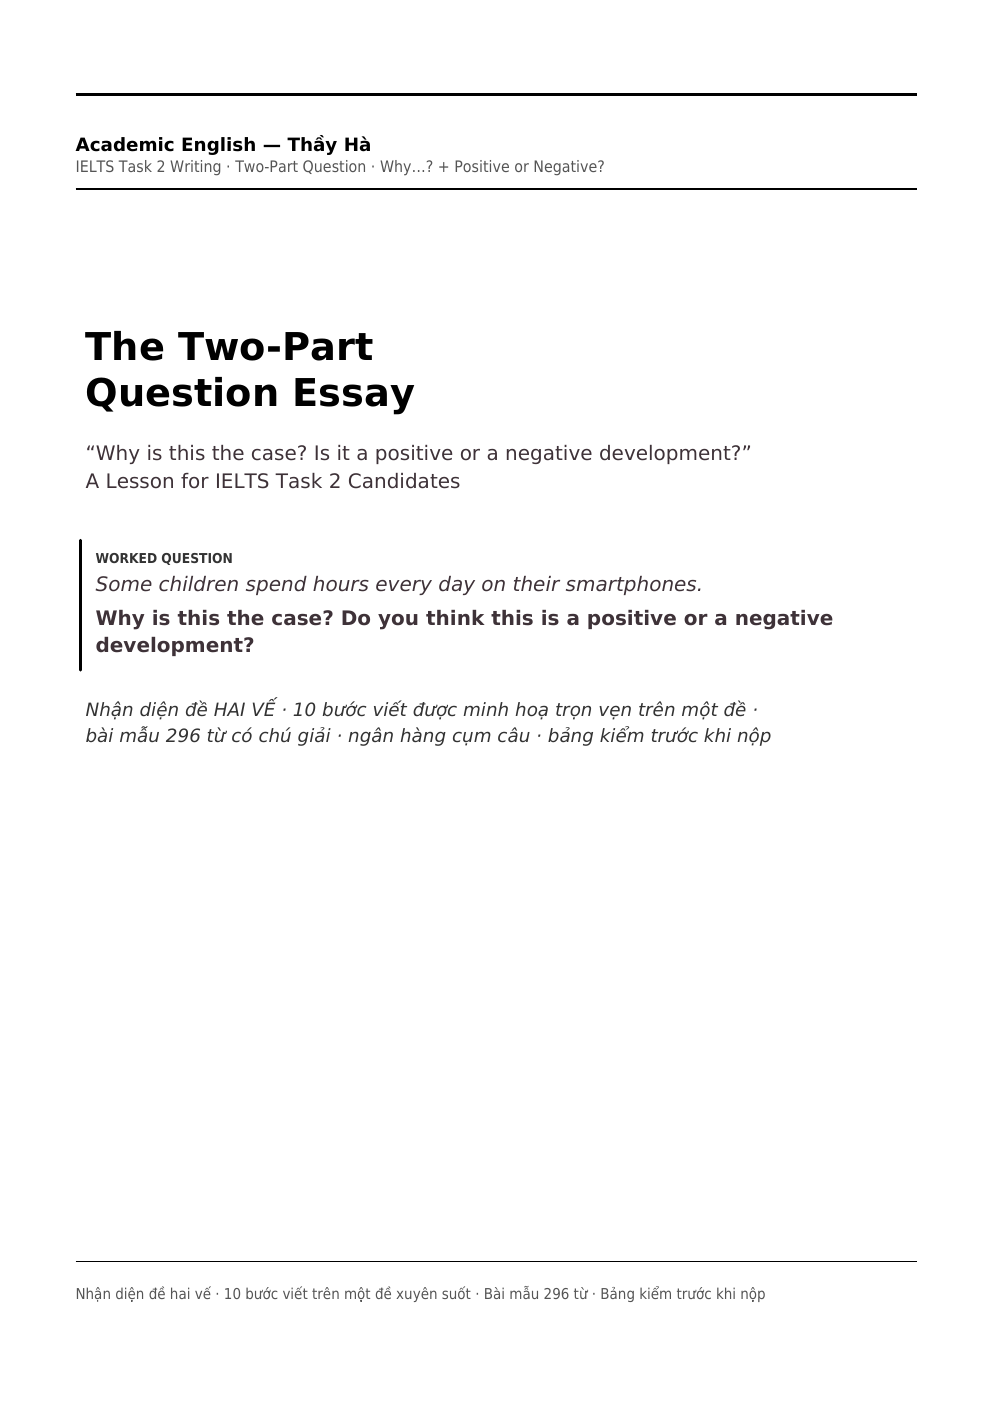 Academic English — Thầy Hà
IELTS Task 2 Writing · Two-Part Question · Why…? + Positive or Negative?
The Two-Part
Question Essay
“Why is this the case? Is it a positive or a negative development?”
A Lesson for IELTS Task 2 Candidates
WORKED QUESTION
Some children spend hours every day on their smartphones.
Why is this the case? Do you think this is a positive or a negative
development?
Nhận diện đề HAI VẾ · 10 bước viết được minh hoạ trọn vẹn trên một đề ·
bài mẫu 296 từ có chú giải · ngân hàng cụm câu · bảng kiểm trước khi nộp
Nhận diện đề hai vế · 10 bước viết trên một đề xuyên suốt · Bài mẫu 296 từ · Bảng kiểm trước khi nộp